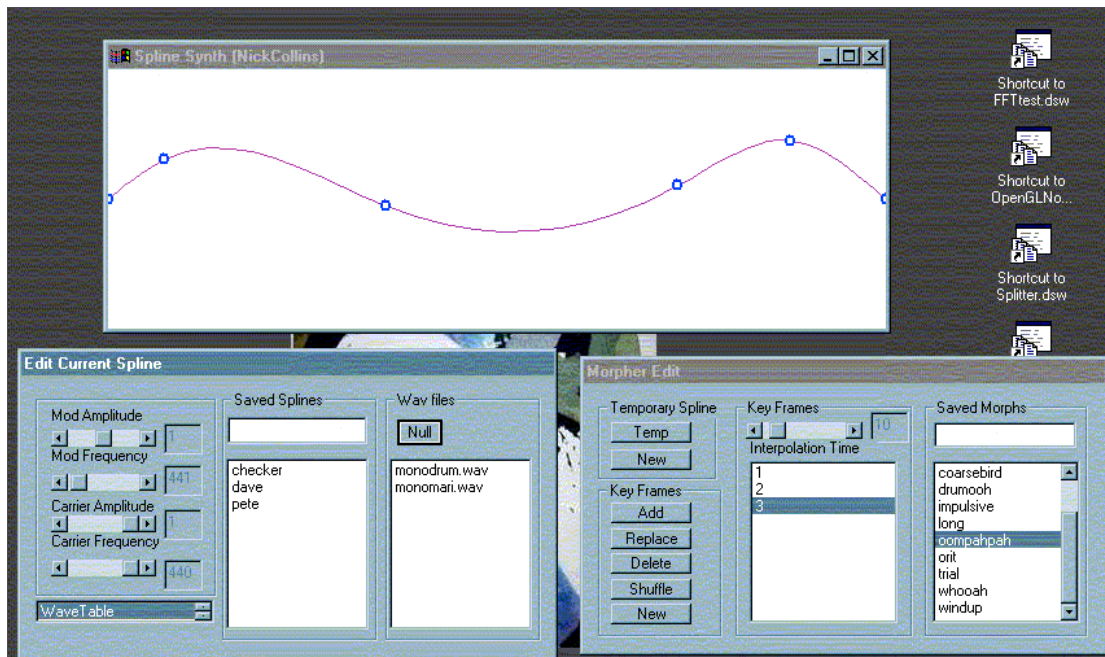 Spline Synth (NickCollins)
Shortcut to
FFTtest.dsw
Shortcut to
OpenGLNo...
Shortcut to
Splitter.dsw
Edit Current Spline
Mod Amplitude
1
Mod Frequency
441
Carrier Amplitude
1
Carrier Frequency
440
WaveTable
Saved Splines
checker
dave
pete
Wav files
Null
monodrum.wav
monomari.wav
Morpher Edit
Temporary Spline
Temp
New
Key Frames
Add
Replace
Delete
Shuffle
New
Key Frames
10
Interpolation Time
1
2
3
Saved Morphs
coarsebird
drumooh
impulsive
long
oompahpah
orit
trial
whooah
windup